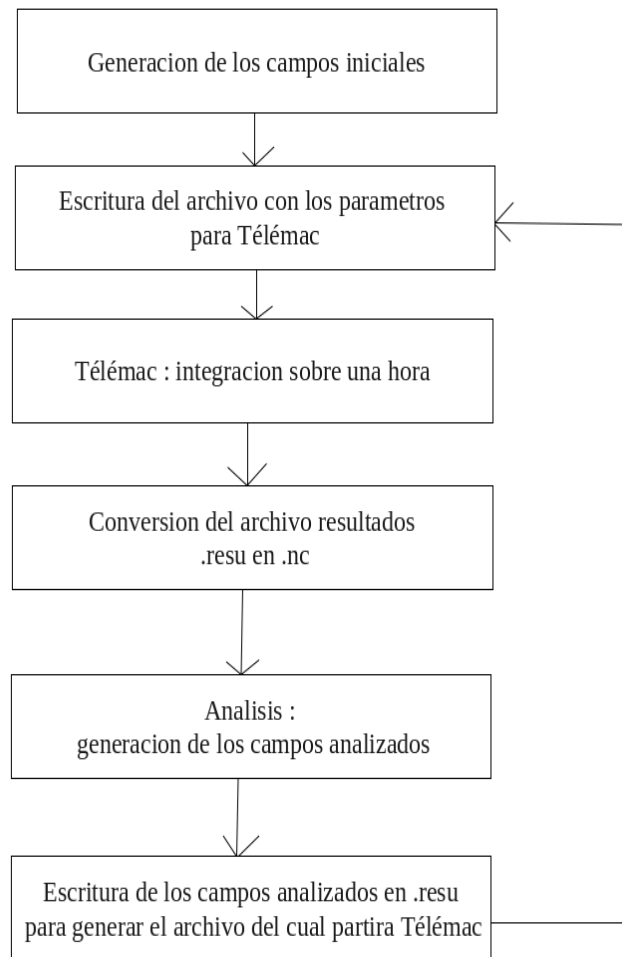 Generacion de los campos iniciales
Escritura del archivo con los parametros
para Télémac
Télémac : integracion sobre una hora
Conversion del archivo resultados
.resu en .nc
Analisis :
generacion de los campos analizados
Escritura de los campos analizados en .resu
para generar el archivo del cual partira Télémac